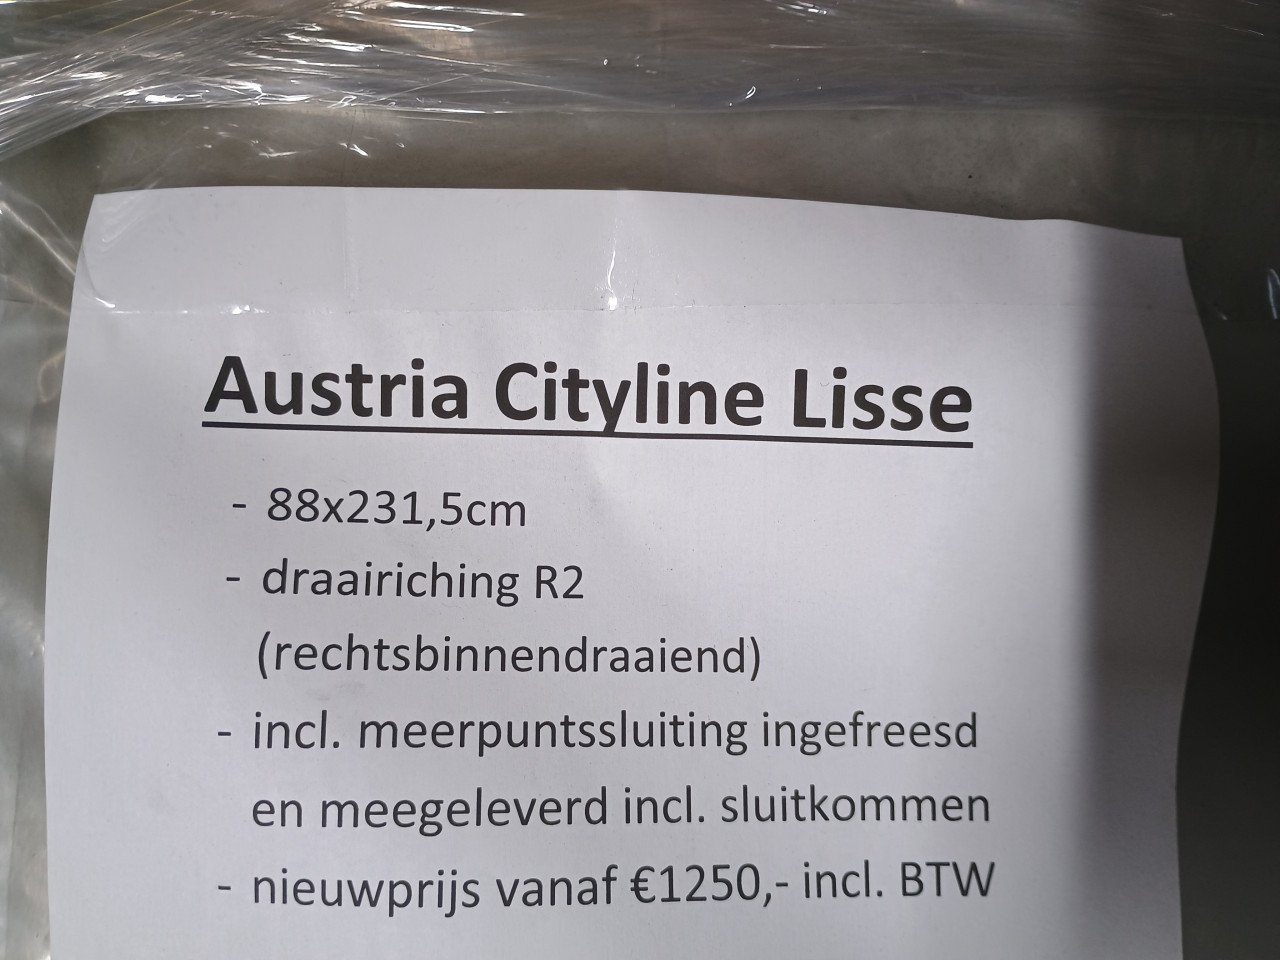 Austria Cityline Lisse
- 88x231,5cm
- draairiching R2
(rechtsbinnendraaiend)
- incl. meerpuntssluiting ingefreesd
en meegeleverd incl. sluitkommen
- nieuwprijs vanaf €1250,- incl. BTW